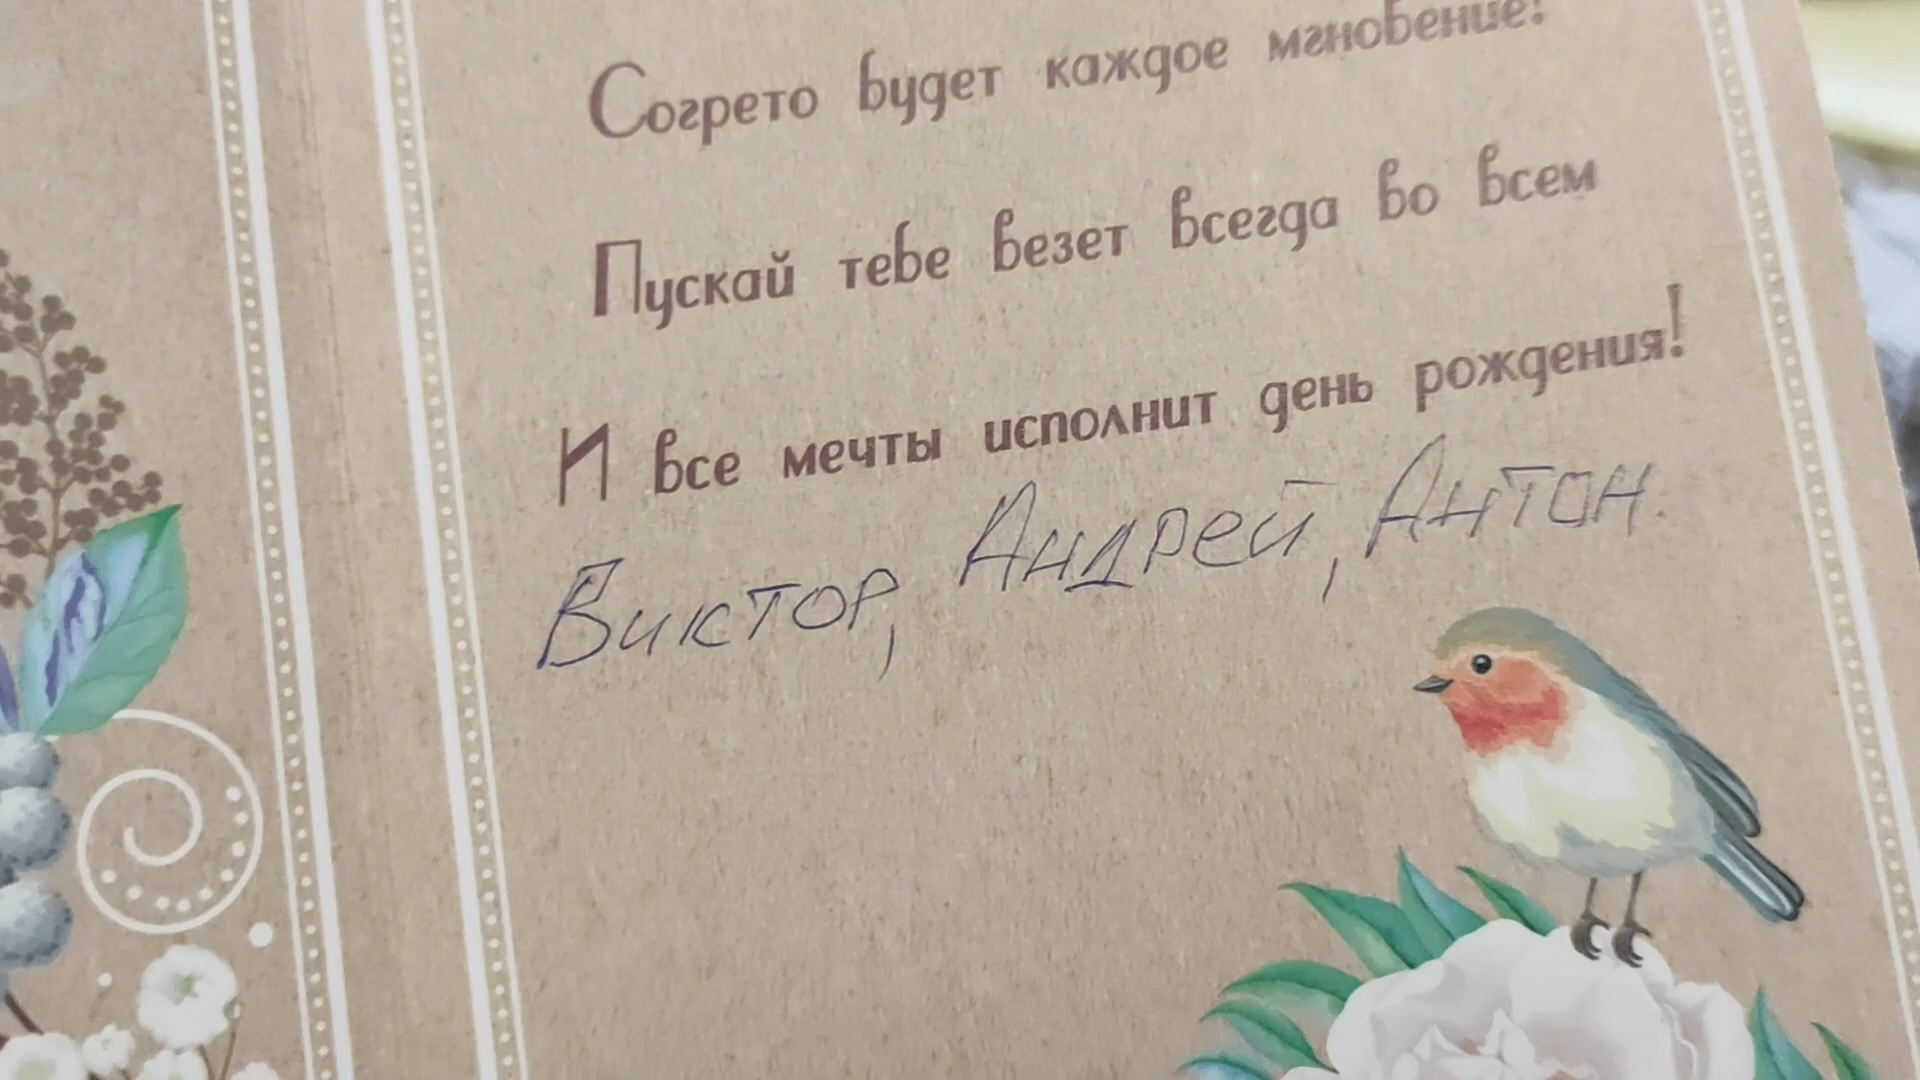 Согрето будет каждое мгновение!
Пускай тебе везет всегда во всем
И все мечты исполнит день рождения!
Виктор, Андрей, Антон.